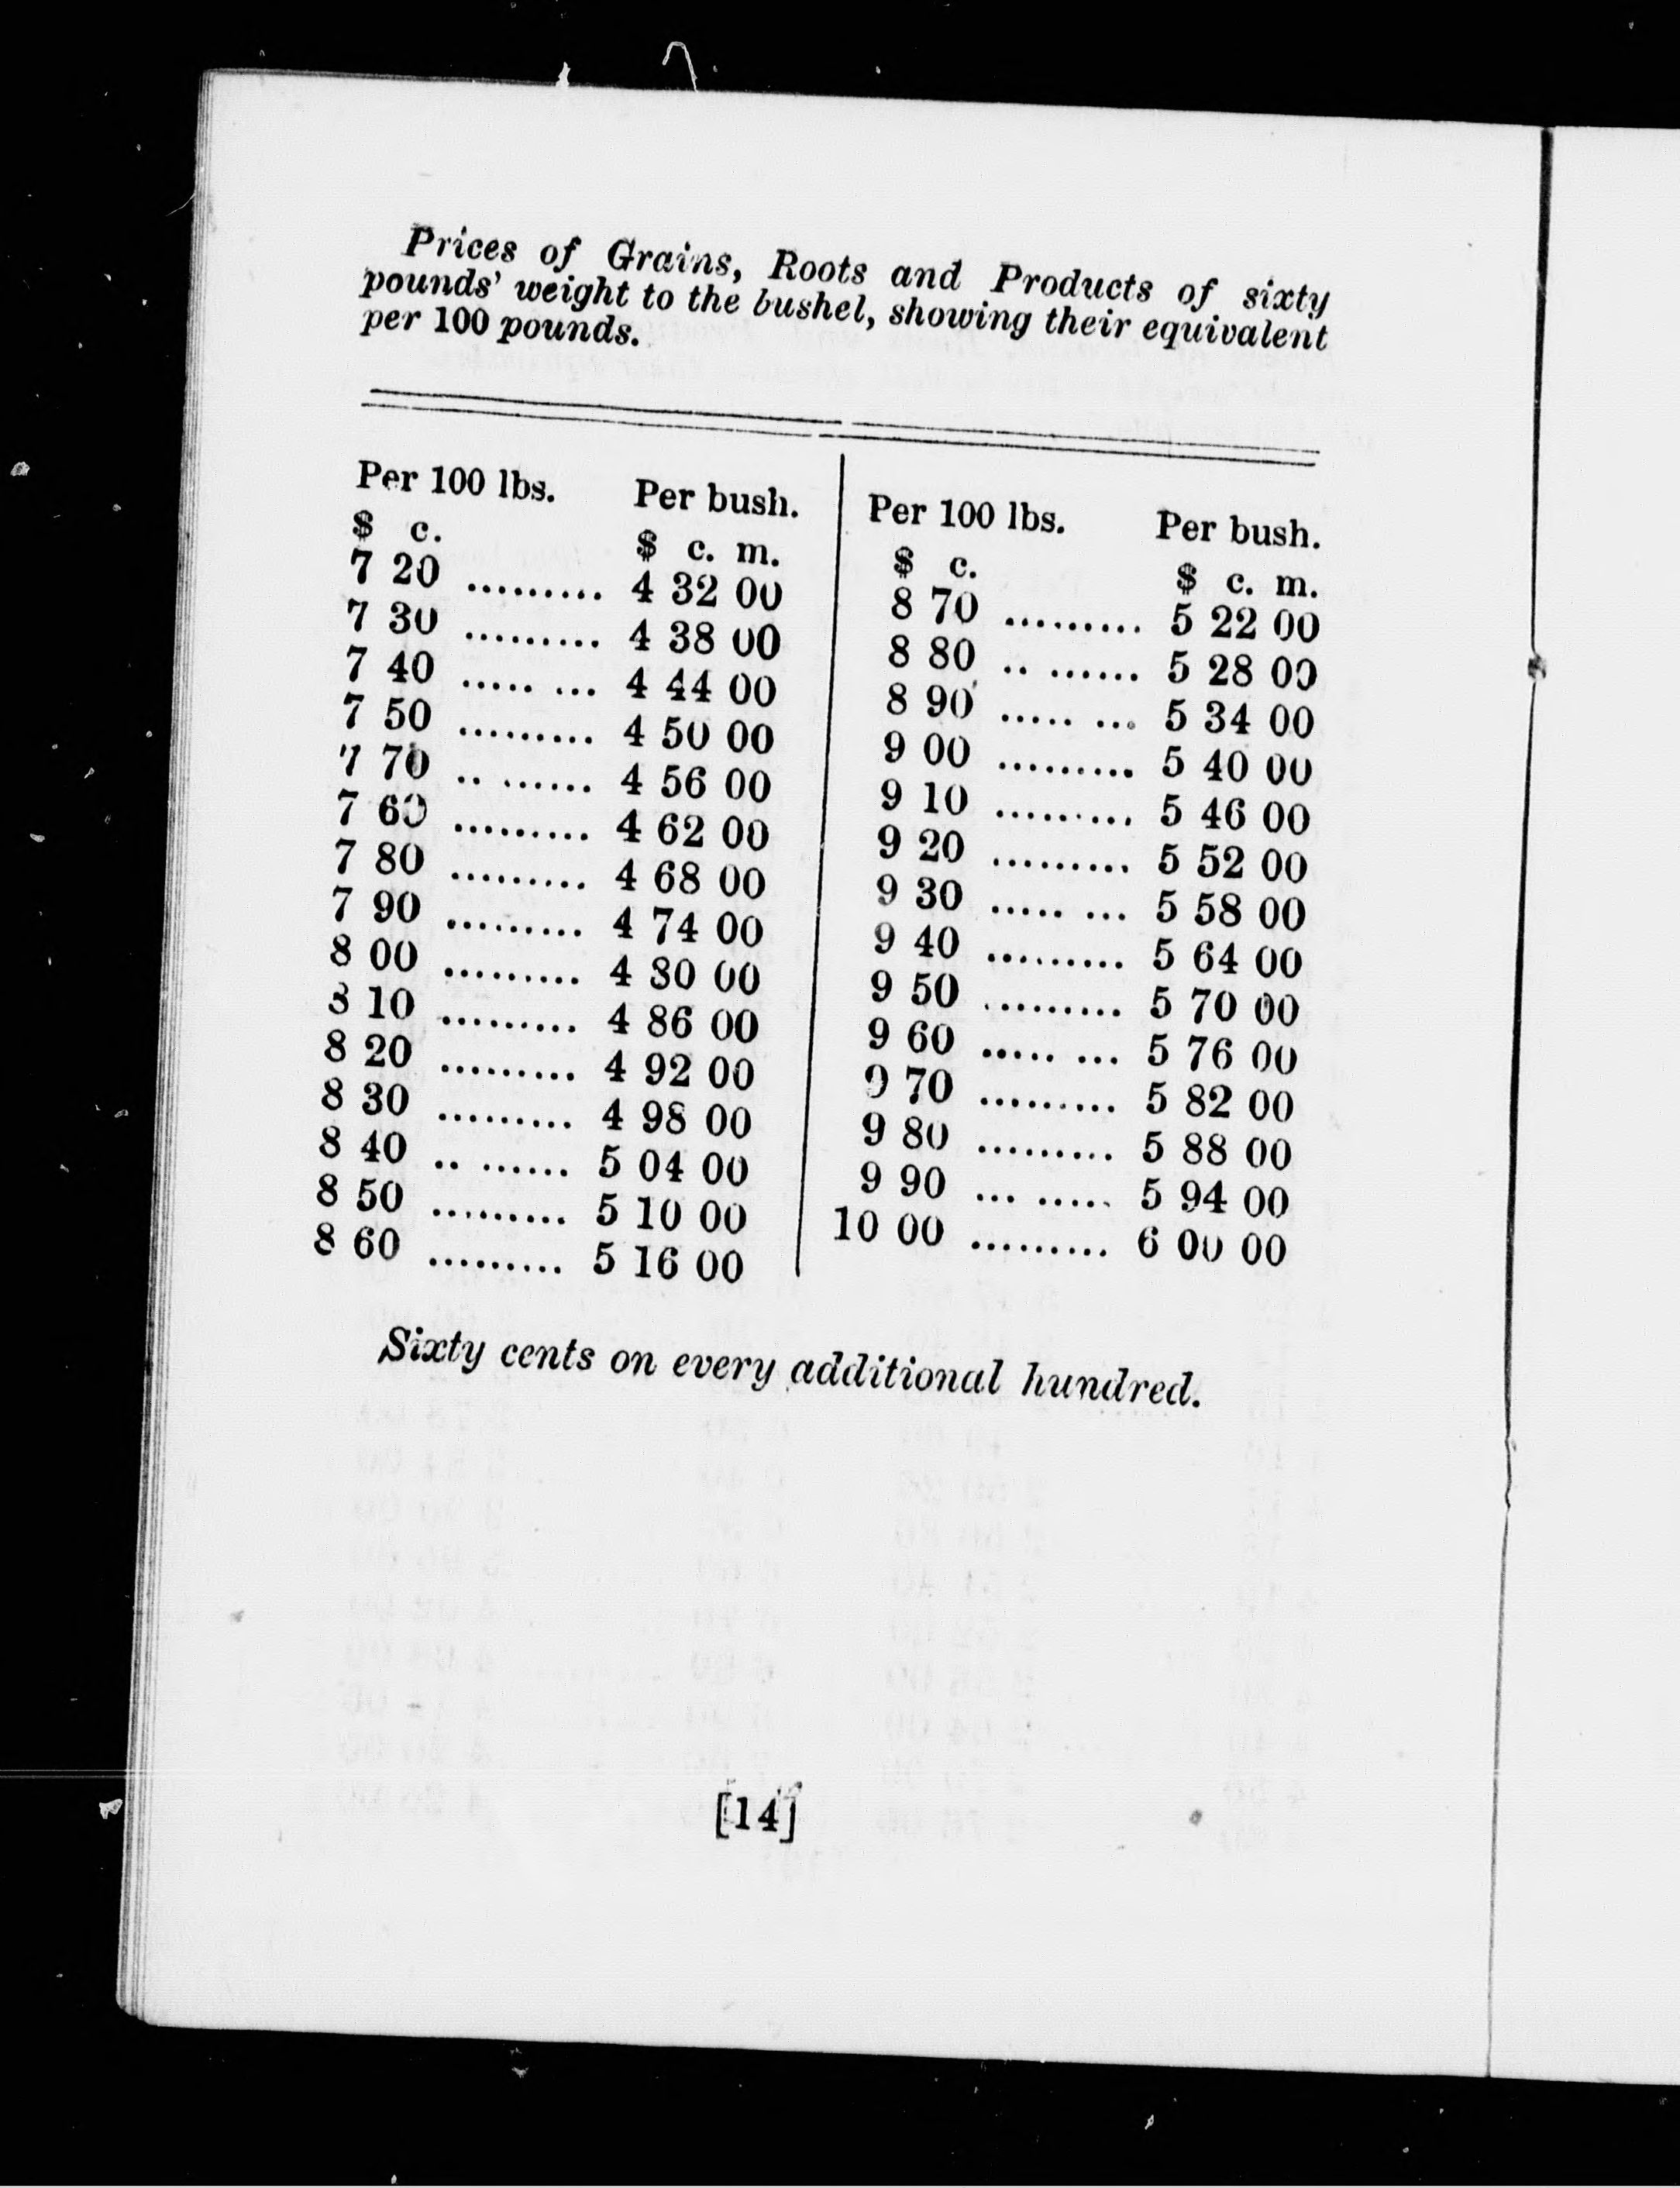 Prices of Grains, Roots and Products of sixty
pounds' weight to the bushel, showing their equivalent
per 100 pounds.
Per 100 lbs. Per bush.
$ c. $ c. m.
7 20 ......... 4 32 00
7 30 ......... 4 38 00
7 40 ..... ... 4 44 00
7 50 ......... 4 50 00
7 70 .. ...... 4 56 00
7 60 ......... 4 62 00
7 80 ......... 4 68 00
7 90 ......... 4 74 00
8 00 ......... 4 80 00
8 10 ......... 4 86 00
8 20 ......... 4 92 00
8 30 ......... 4 98 00
8 40 .. ...... 5 04 00
8 50 ......... 5 10 00
8 60 ......... 5 16 00
Per 100 lbs. Per bush.
$ c. $ c. m.
8 70 ......... 5 22 00
8 80 .. ...... 5 28 00
8 90 ..... ... 5 34 00
9 00 ......... 5 40 00
9 10 ......... 5 46 00
9 20 ......... 5 52 00
9 30 ..... ... 5 58 00
9 40 ......... 5 64 00
9 50 ......... 5 70 00
9 60 ..... ... 5 76 00
9 70 ......... 5 82 00
9 80 ......... 5 88 00
9 90 ... ..... 5 94 00
10 00 ......... 6 00 00
Sixty cents on every additional hundred.
[14]